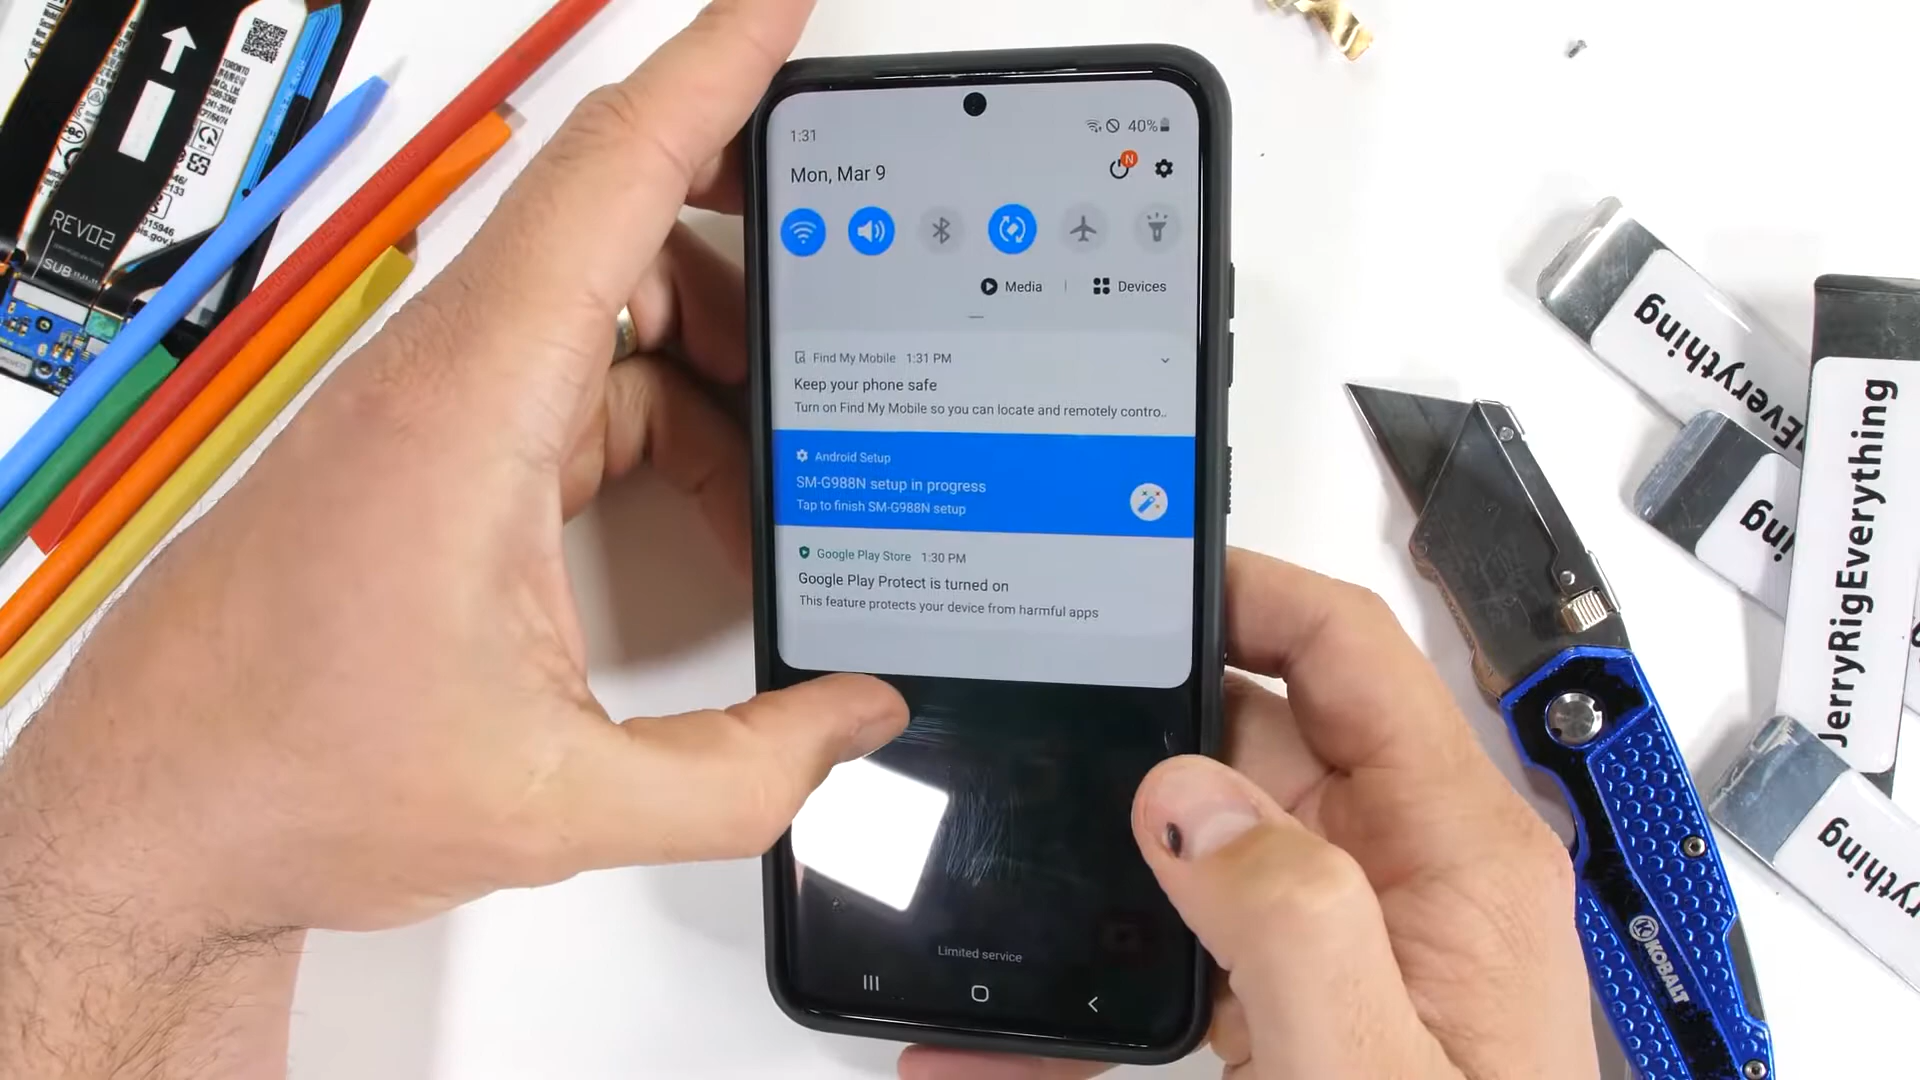 1:31
40%
Mon, Mar 9
N
Media
Devices
Find My Mobile 1:31 PM
Keep your phone safe
Turn on Find My Mobile so you can locate and remotely contro..
Android Setup
SM-G988N setup in progress
Tap to finish SM-G988N setup
Google Play Store 1:30 PM
Google Play Protect is turned on
This feature protects your device from harmful apps
Limited service
REV02
SUB
TORONTO
KOBALT
JerryRigEverything
gEverything